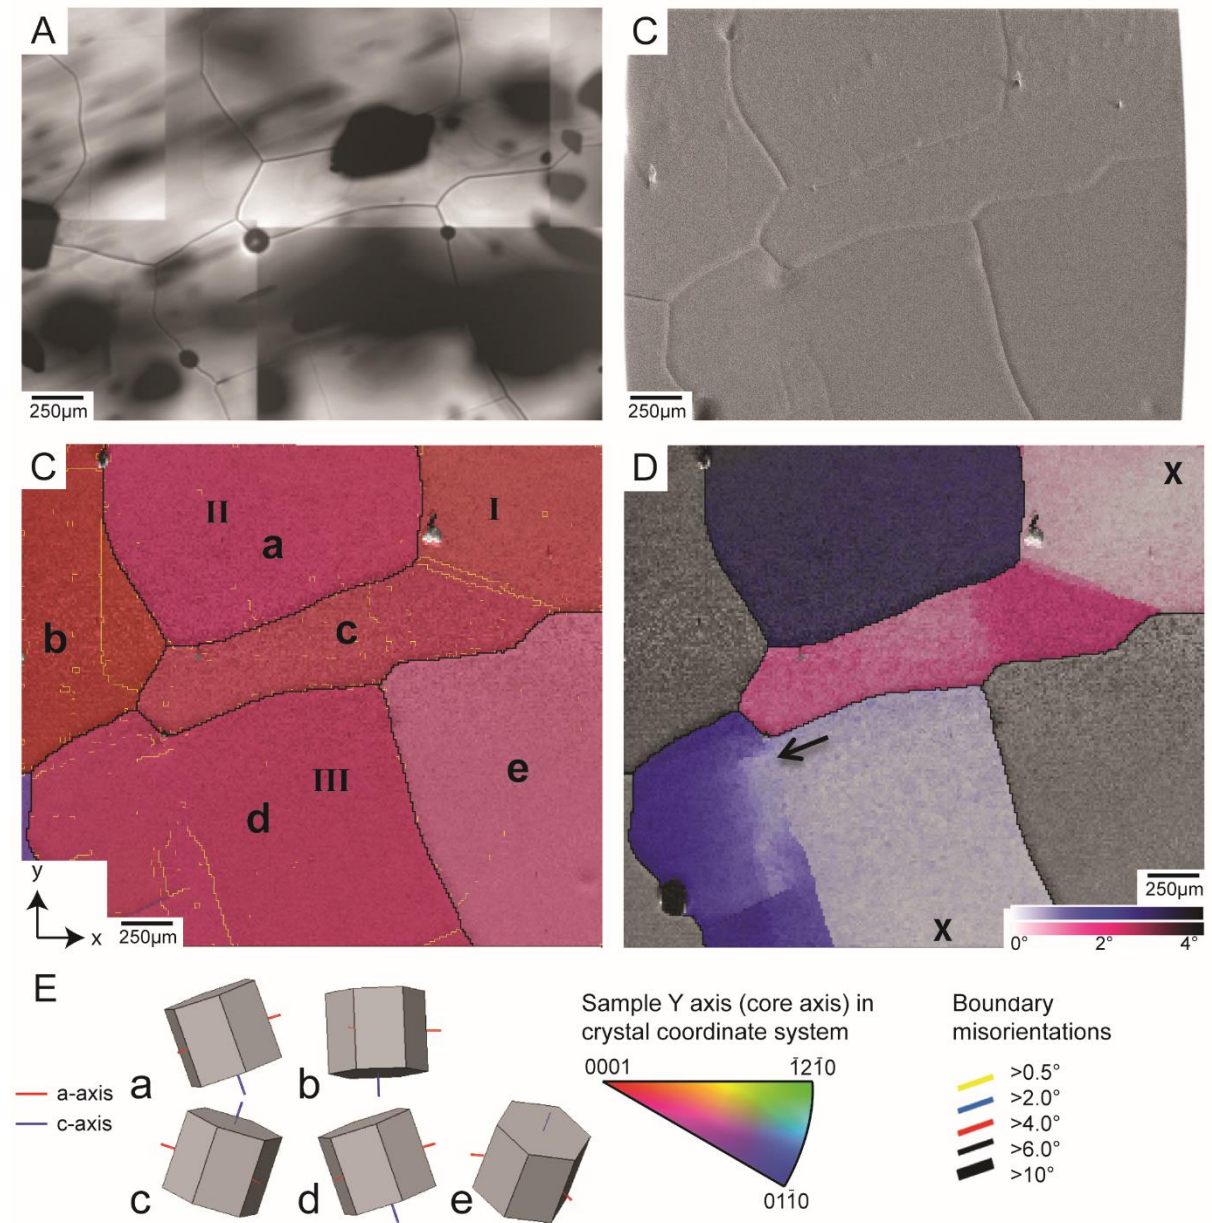 A
250μm
C
250μm
C
II
a
I
b
c
III
d
e
y
x
250μm
D
X
X
250μm
0° 2° 4°
E
a-axis
c-axis
a
b
c
d
e
Sample Y axis (core axis) in
crystal coordinate system
0001
1̄21̄0
011̄0
Boundary
misorientations
>0.5°
>2.0°
>4.0°
>6.0°
>10°